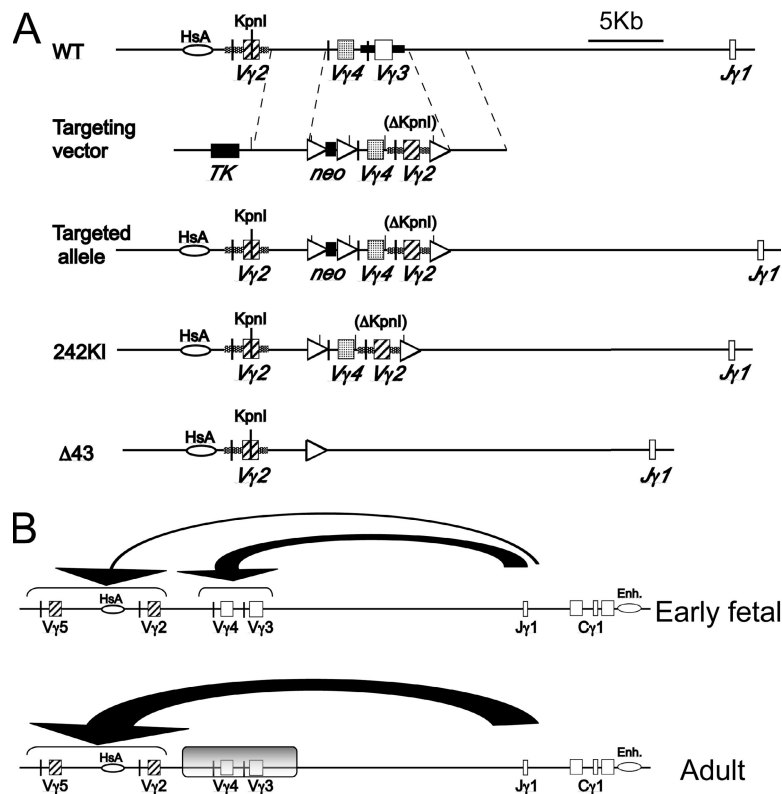 A
KpnI
HsA
5Kb
WT
Vγ2
Vγ4
Vγ3
Jγ1
Targeting
vector
(ΔKpnI)
TK
neo
Vγ4
Vγ2
Targeted
allele
HsA
KpnI
(ΔKpnI)
Vγ2
neo
Vγ4
Vγ2
Jγ1
242KI
HsA
KpnI
(ΔKpnI)
Vγ2
Vγ4
Vγ2
Jγ1
Δ43
HsA
KpnI
Vγ2
Jγ1
B
HsA
Enh.
Early fetal
Vγ5
Vγ2
Vγ4
Vγ3
Jγ1
Cγ1
HsA
Enh.
Adult
Vγ5
Vγ2
Vγ4
Vγ3
Jγ1
Cγ1